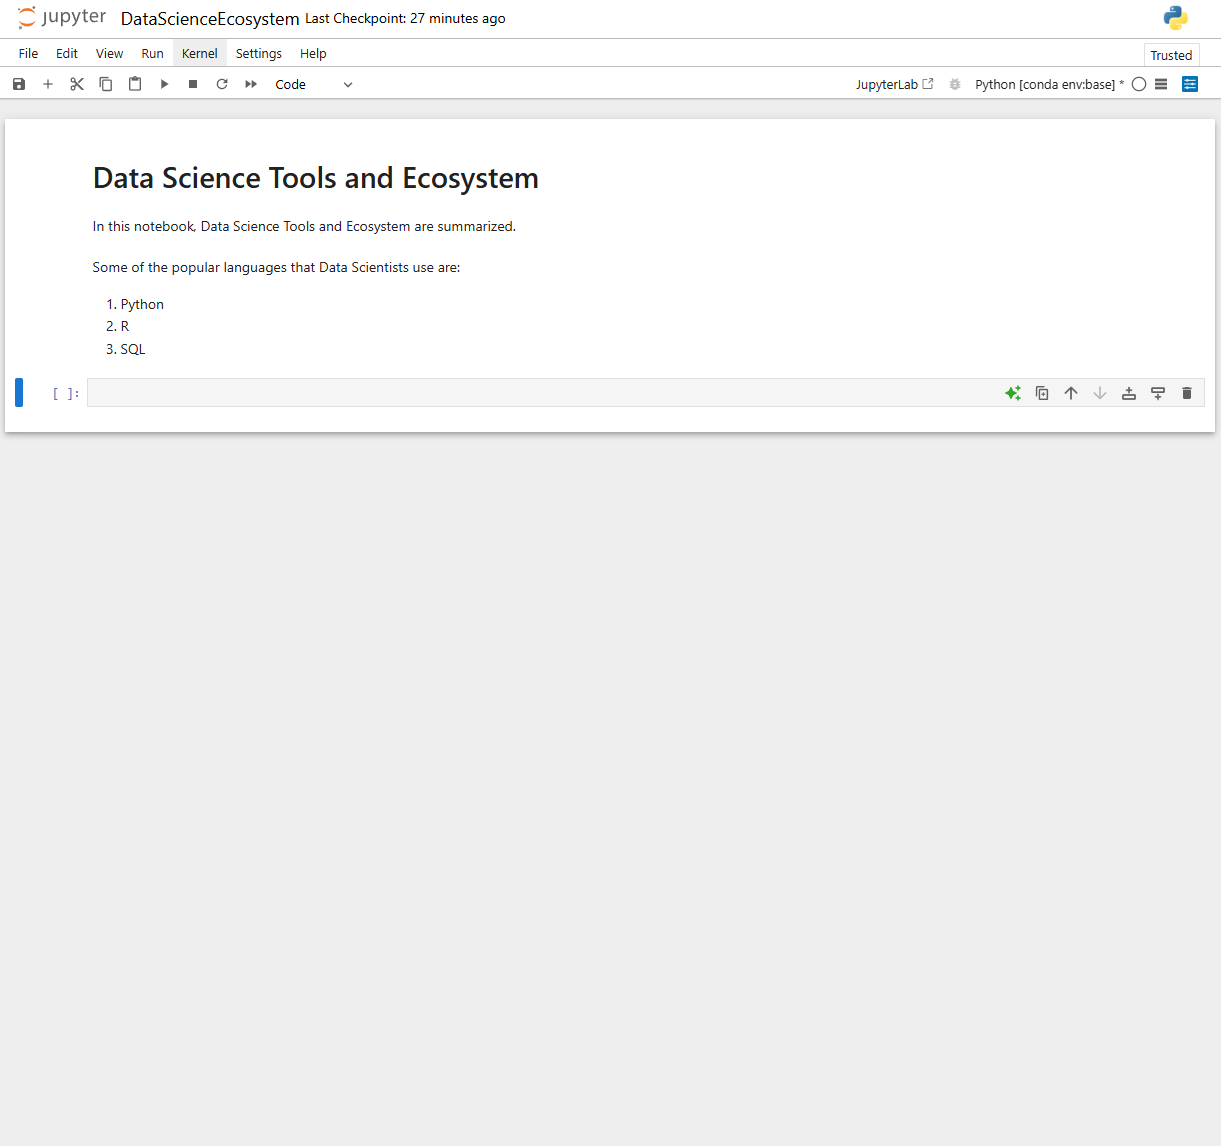 jupyter DataScienceEcosystem Last Checkpoint: 27 minutes ago
File Edit View Run Kernel Settings Help Trusted
Code JupyterLab Python [conda env:base] *
Data Science Tools and Ecosystem
In this notebook, Data Science Tools and Ecosystem are summarized.
Some of the popular languages that Data Scientists use are:
1. Python
2. R
3. SQL
[ ]: